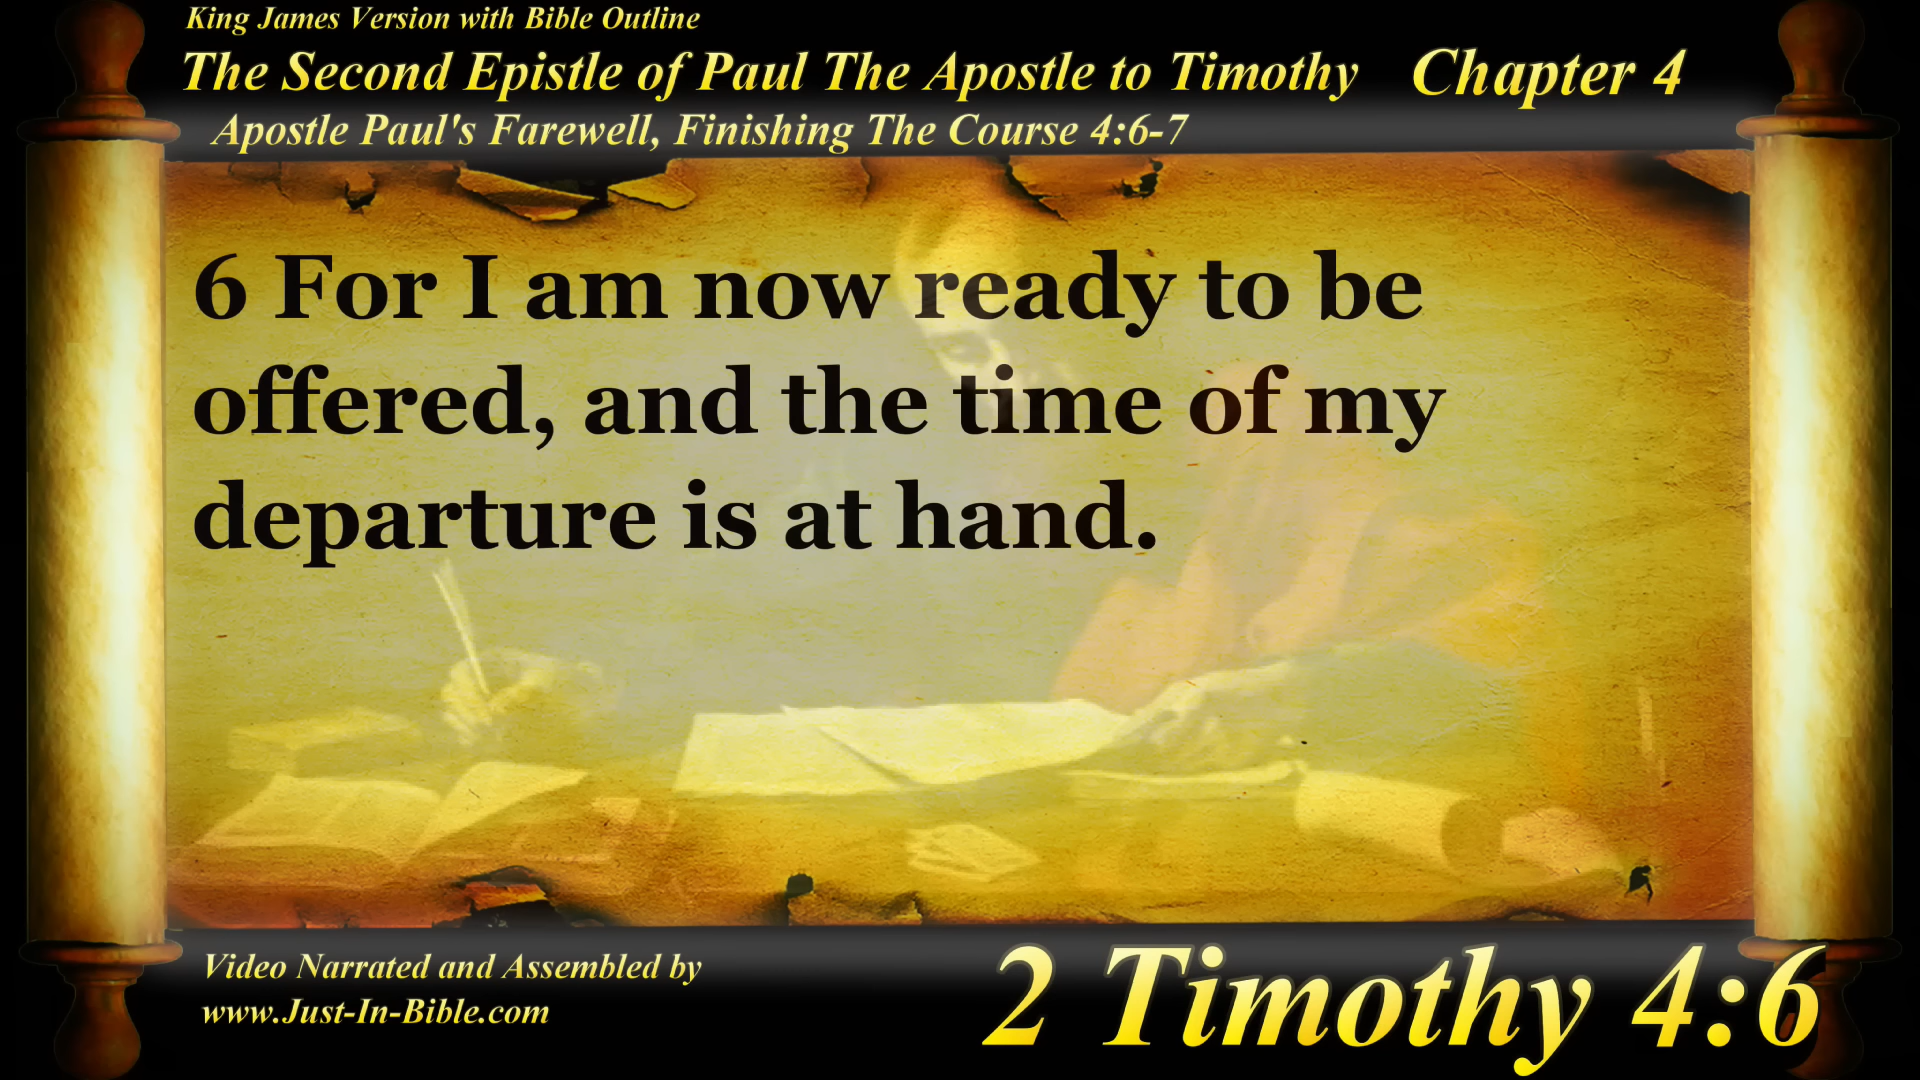 King James Version with Bible Outline
The Second Epistle of Paul The Apostle to Timothy Chapter 4
Apostle Paul's Farewell, Finishing The Course 4:6-7
6 For I am now ready to be
offered, and the time of my
departure is at hand.
Video Narrated and Assembled by
www.Just-In-Bible.com
2 Timothy 4:6